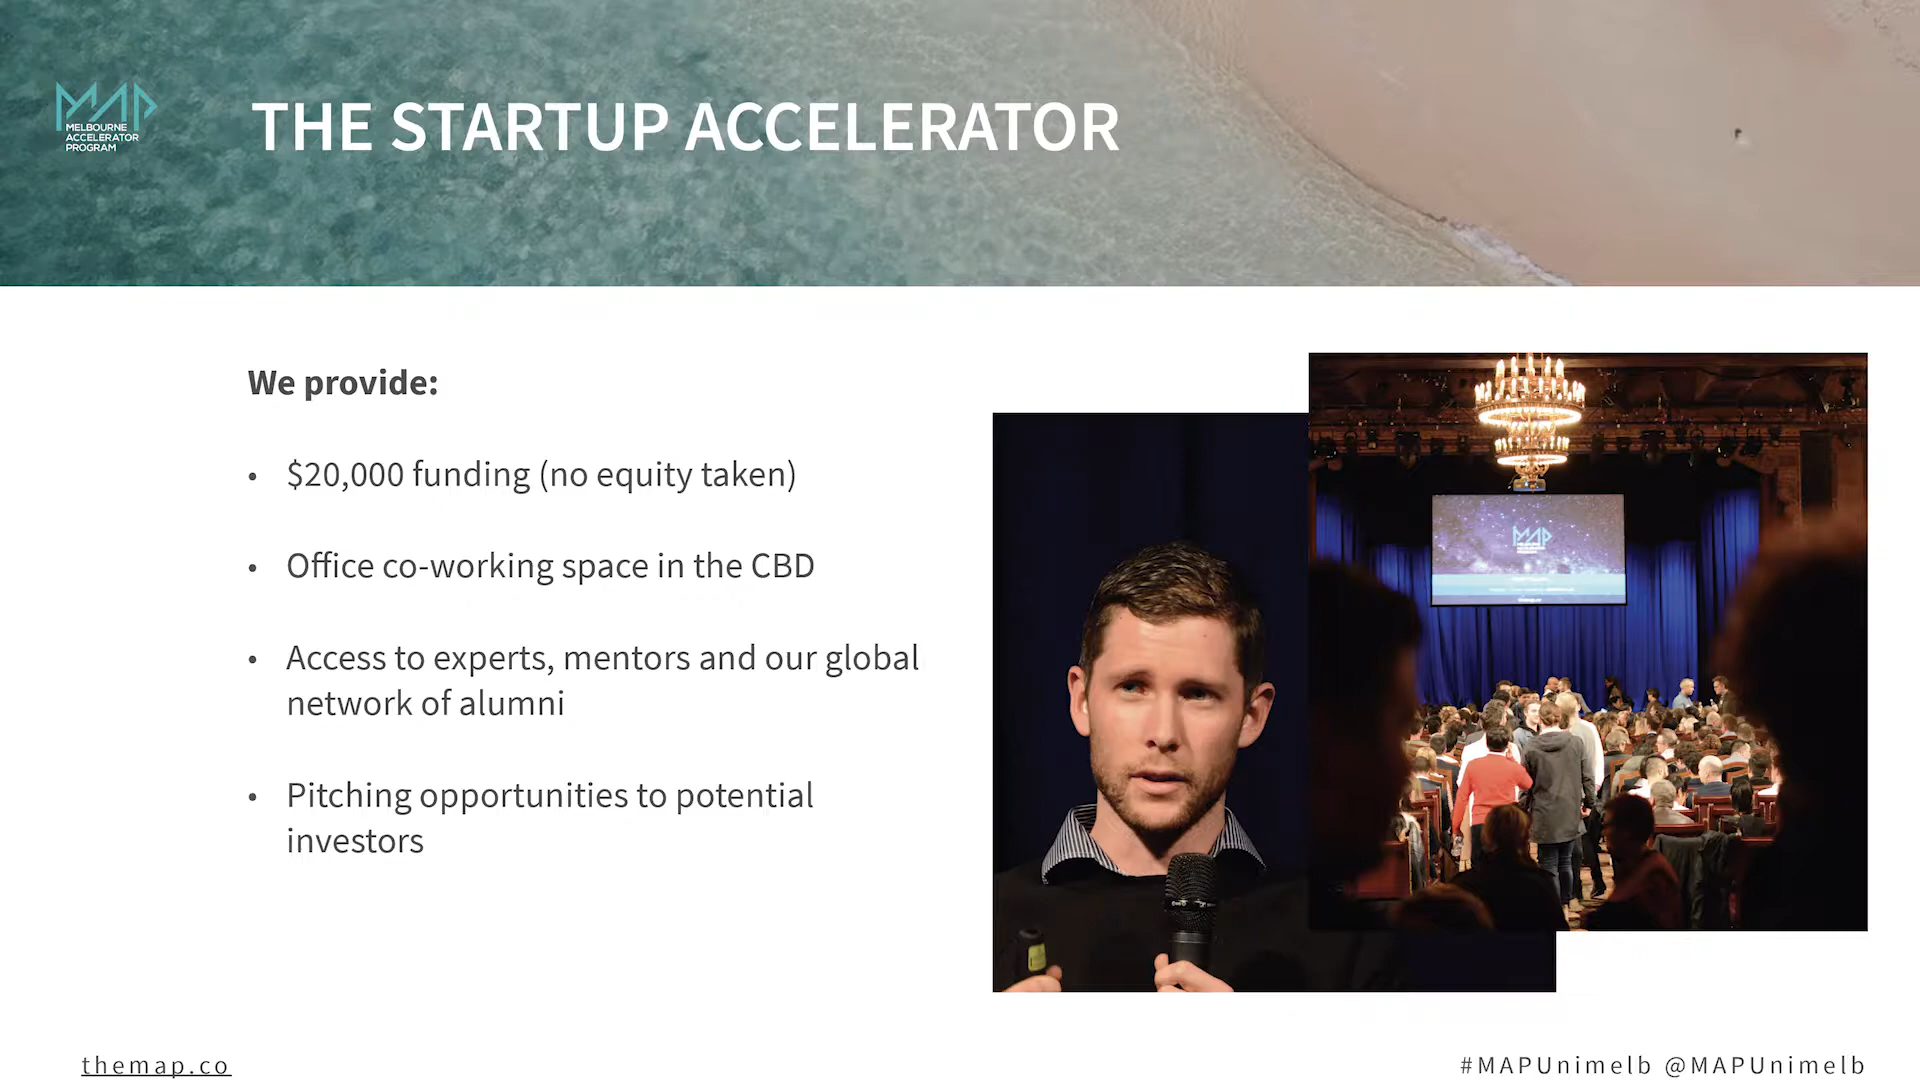 MAP
MELBOURNE
ACCELERATOR
PROGRAM
THE STARTUP ACCELERATOR
We provide:
• $20,000 funding (no equity taken)
• Office co-working space in the CBD
• Access to experts, mentors and our global
network of alumni
• Pitching opportunities to potential
investors
MAP
themap.co
#MAPUnimelb @MAPUnimelb